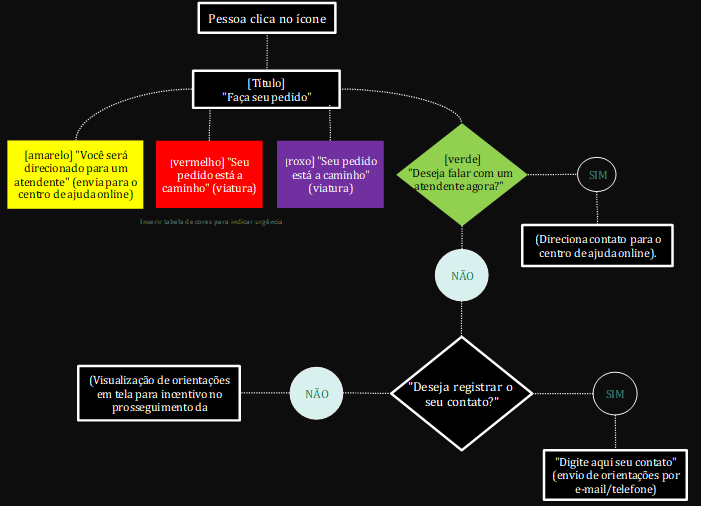 Pessoa clica no ícone
[Título]
"Faça seu pedido"
[amarelo] "Você será
direcionado para um
atendente" (envia para o
centro de ajuda online)
[vermelho] "Seu
pedido está a
caminho" (viatura)
[roxo] "Seu pedido
está a caminho"
(viatura)
[verde]
"Deseja falar com um
atendente agora?"
SIM
Inserir tabela de cores para indicar urgência
(Direciona contato para o
centro de ajuda online).
NÃO
"Deseja registrar o
seu contato?"
NÃO
SIM
(Visualização de orientações
em tela para incentivo no
prosseguimento da
"Digite aqui seu contato"
(envio de orientações por
e-mail/telefone)